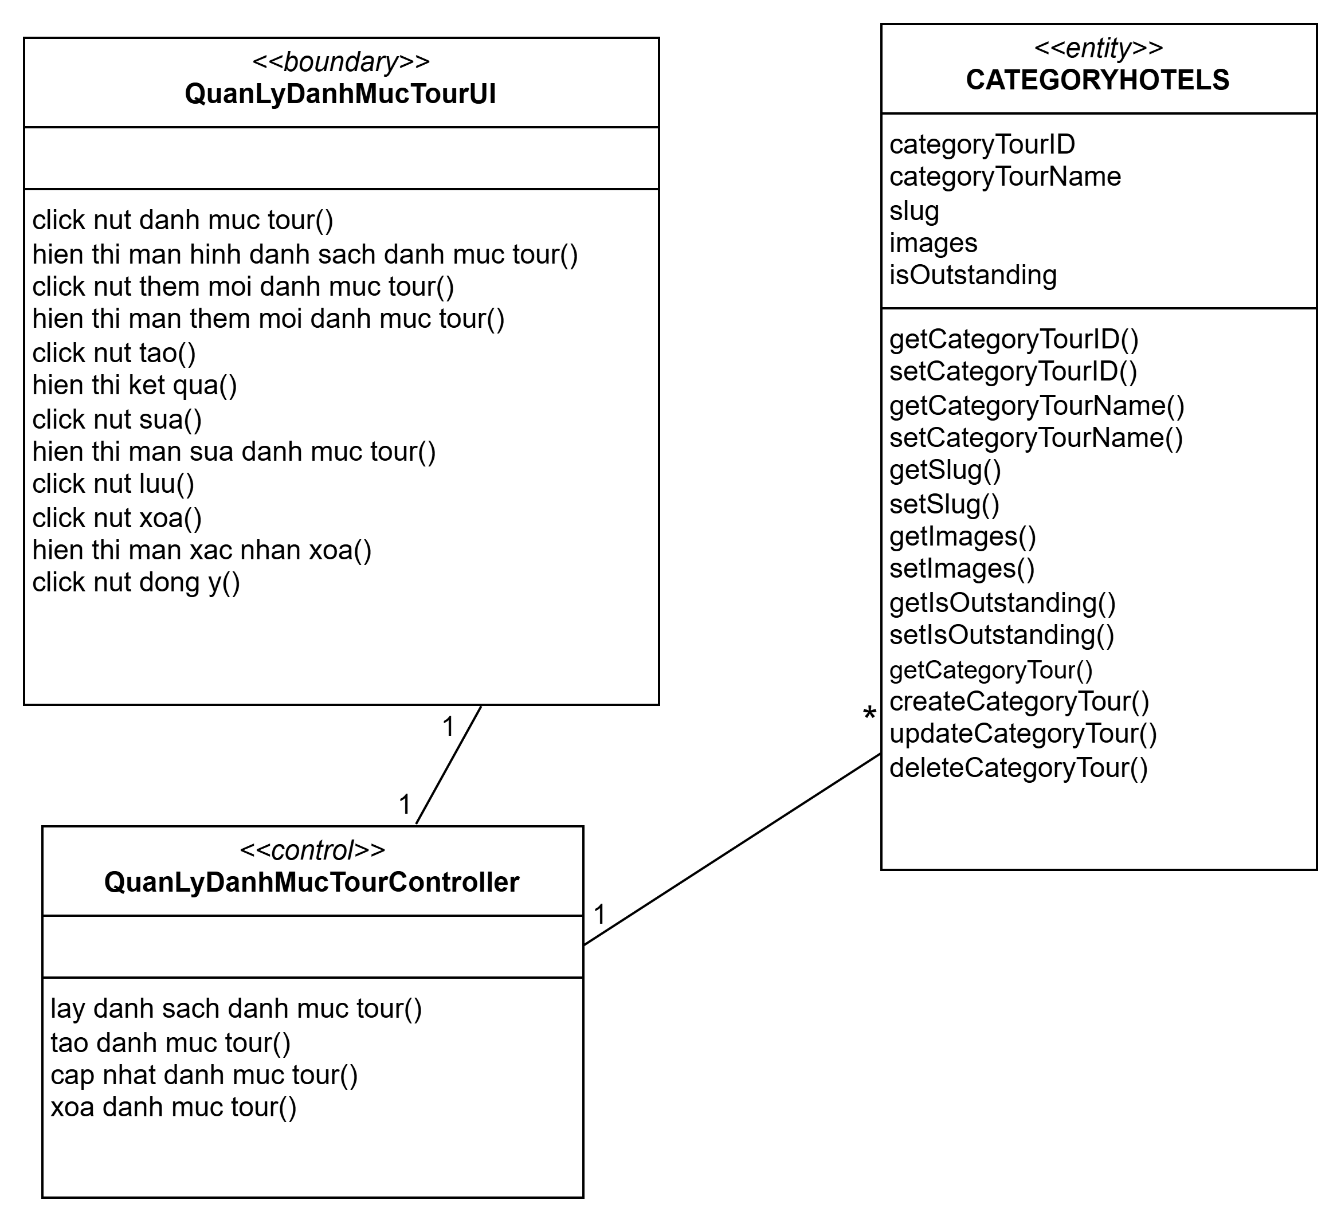 <<boundary>>
QuanLyDanhMucTourUI
click nut danh muc tour()
hien thi man hinh danh sach danh muc tour()
click nut them moi danh muc tour()
hien thi man them moi danh muc tour()
click nut tao()
hien thi ket qua()
click nut sua()
hien thi man sua danh muc tour()
click nut luu()
click nut xoa()
hien thi man xac nhan xoa()
click nut dong y()
<<entity>>
CATEGORYHOTELS
categoryTourID
categoryTourName
slug
images
isOutstanding
getCategoryTourID()
setCategoryTourID()
getCategoryTourName()
setCategoryTourName()
getSlug()
setSlug()
getImages()
setImages()
getIsOutstanding()
setIsOutstanding()
getCategoryTour()
createCategoryTour()
updateCategoryTour()
deleteCategoryTour()
1
1
*
1
<<control>>
QuanLyDanhMucTourController
lay danh sach danh muc tour()
tao danh muc tour()
cap nhat danh muc tour()
xoa danh muc tour()